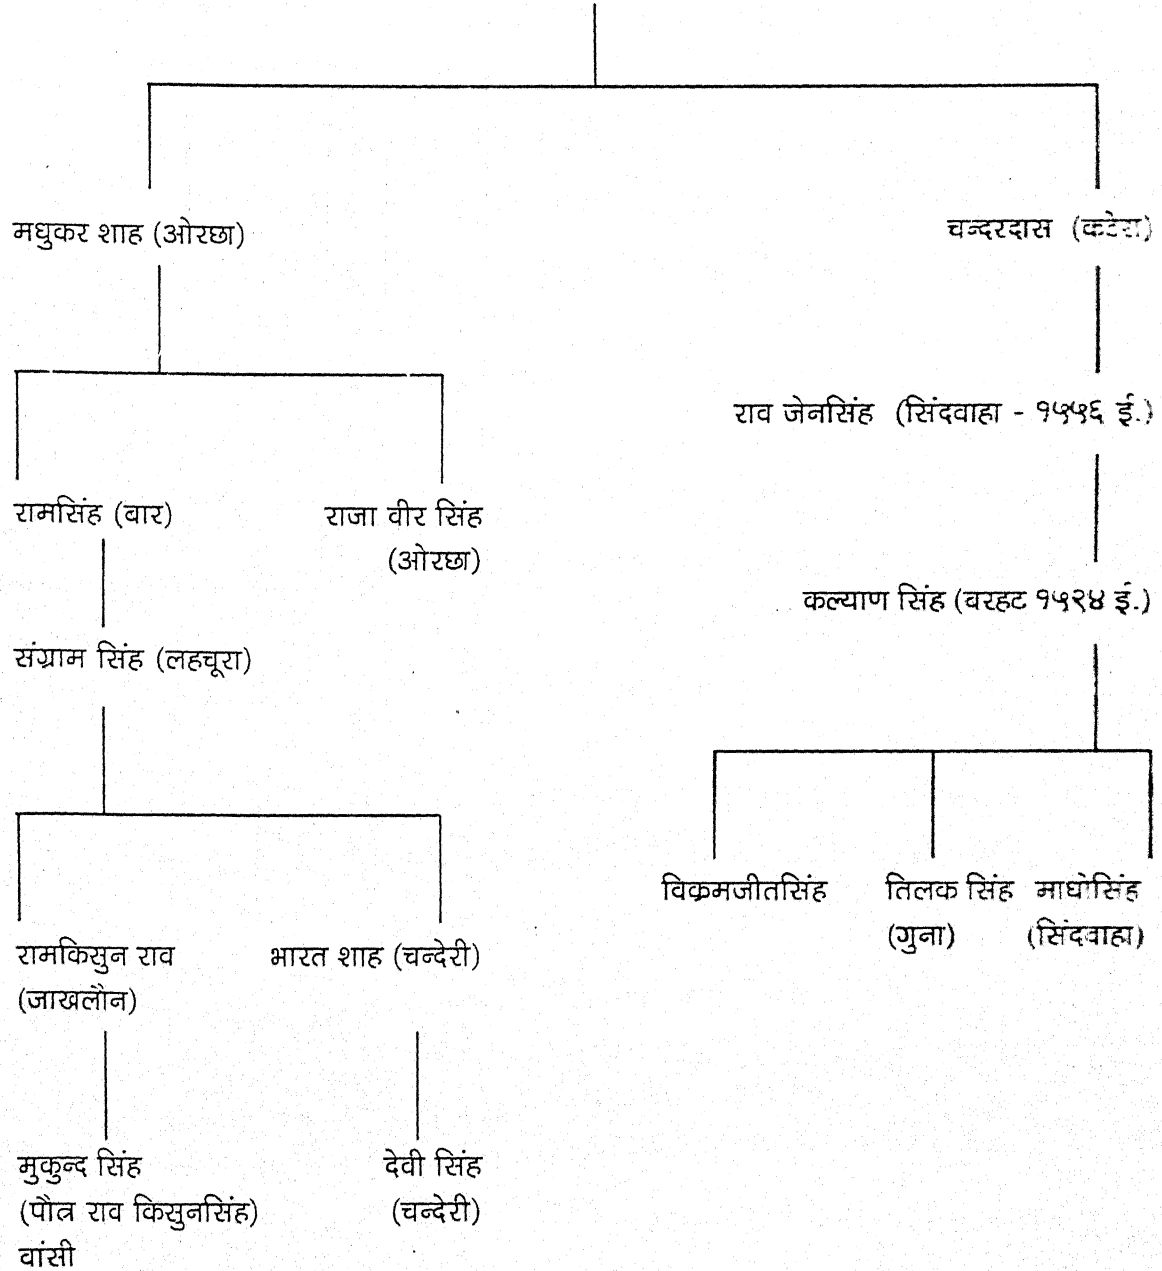 मधुकर शाह (ओरछा)
चन्दरदास (कटेरा)
राव जेनसिंह (सिंदवाहा - १५५६ ई.)
रामसिंह (बार)
राजा वीर सिंह
(ओरछा)
कल्याण सिंह (बरहट १५२४ ई.)
संग्राम सिंह (लहचूरा)
विक्रमजीतसिंह
तिलक सिंह
(गुना)
माधोसिंह
(सिंदवाहा)
रामकिसुन राव
(जाखलौन)
भारत शाह (चन्देरी)
मुकुन्द सिंह
(पौत्र राव किसुनसिंह)
वांसी
देवी सिंह
(चन्देरी)